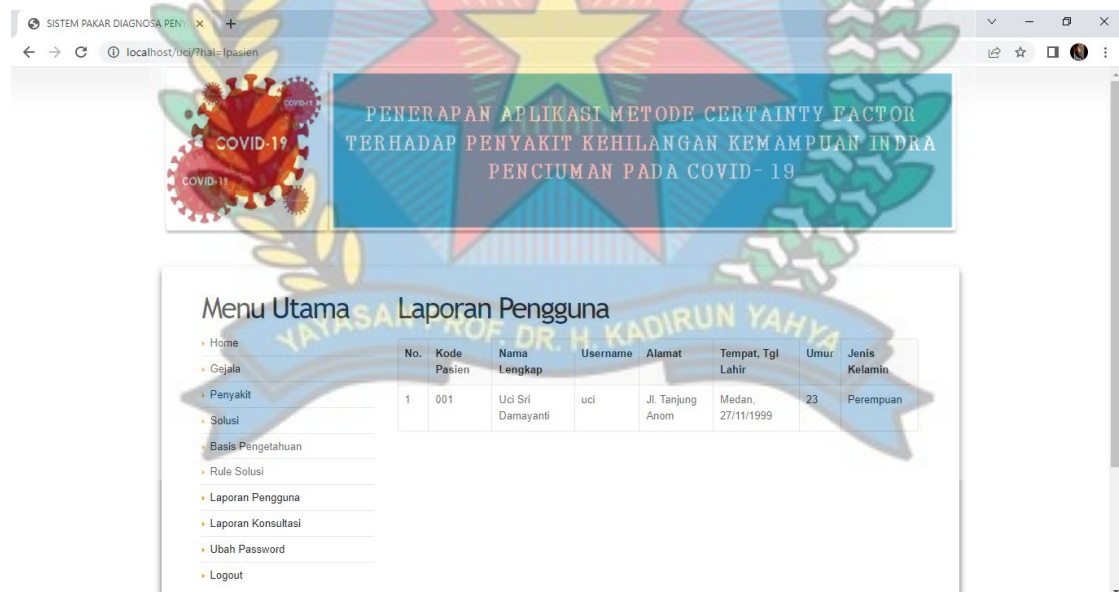 SISTEM PAKAR DIAGNOSA PENY
localhost/uci/?hal=lpasien
COVID-19
COVID-19
COVID-19
PENERAPAN APLIKASI METODE CERTAINTY FACTOR
TERHADAP PENYAKIT KEHILANGAN KEMAMPUAN INDRA
PENCIUMAN PADA COVID- 19
Menu Utama
Home
Gejala
Penyakit
Solusi
Basis Pengetahuan
Rule Solusi
Laporan Pengguna
Laporan Konsultasi
Ubah Password
Logout
Laporan Pengguna
No. Kode Pasien Nama Lengkap Username Alamat Tempat, Tgl Lahir Umur Jenis Kelamin
1 001 Uci Sri Damayanti uci Jl. Tanjung Anom Medan, 27/11/1999 23 Perempuan
YAYASAN PROF. DR. H. KADIRUN YAHYA